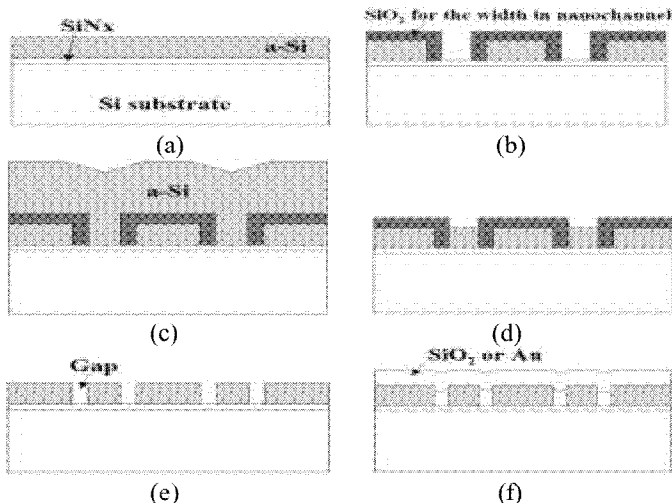 SiNx
a-Si
Si substrate
(a)
SiO₂ for the width in nanochannel
(b)
a-Si
(c)
(d)
Gap
(e)
SiO₂ or Au
(f)